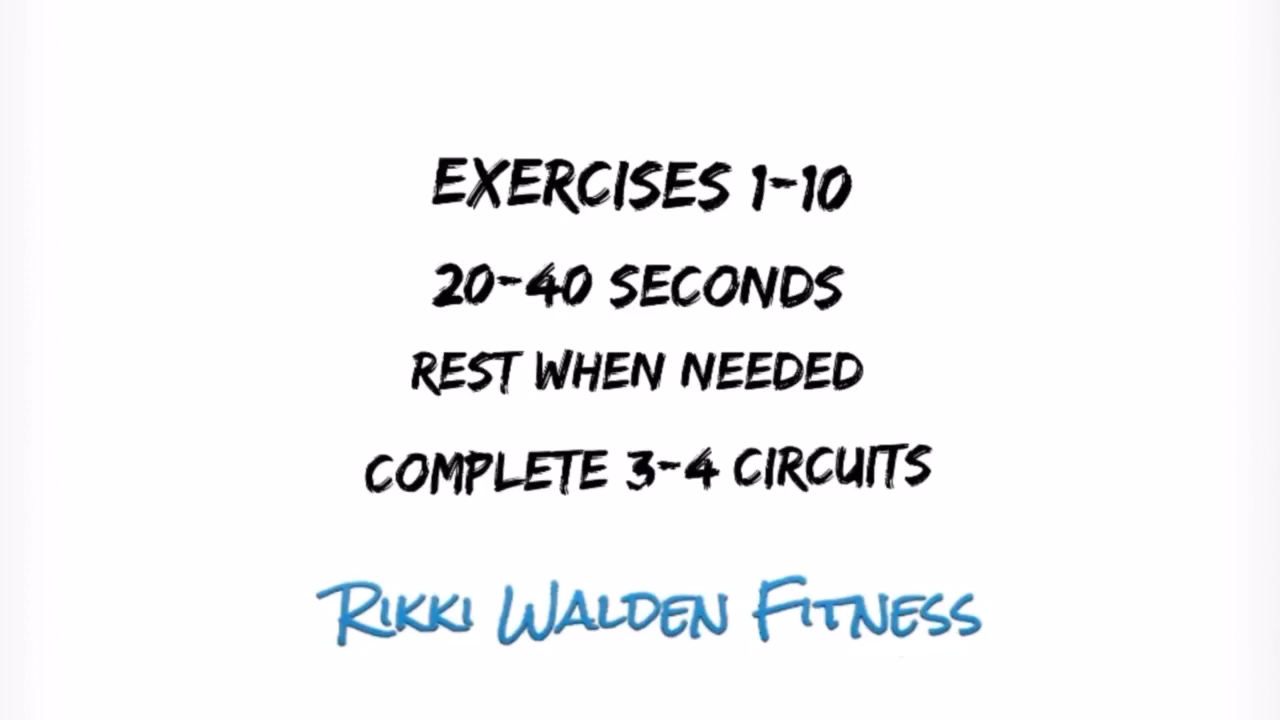 EXERCISES 1-10
20-40 SECONDS
REST WHEN NEEDED
COMPLETE 3-4 CIRCUITS
RIKKI WALDEN FITNESS